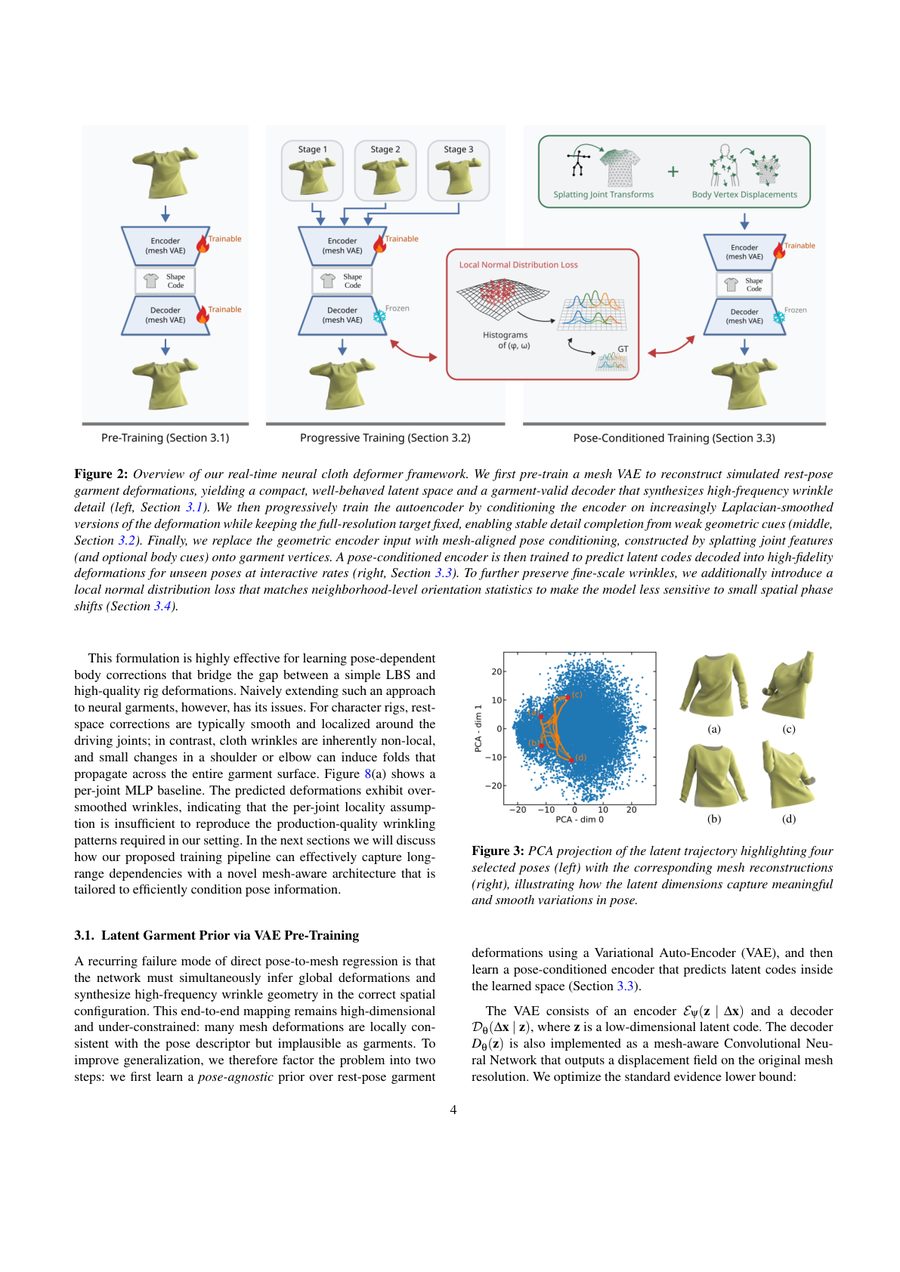 Stage 1
Stage 2
Stage 3
Splatting Joint Transforms
+
Body Vertex Displacements
Encoder
(mesh VAE)
Trainable
Shape
Code
Decoder
(mesh VAE)
Trainable
Encoder
(mesh VAE)
Trainable
Shape
Code
Decoder
(mesh VAE)
Frozen
Local Normal Distribution Loss
Histograms
of (φ, ω)
GT
Encoder
(mesh VAE)
Trainable
Shape
Code
Decoder
(mesh VAE)
Frozen
Pre-Training (Section 3.1)
Progressive Training (Section 3.2)
Pose-Conditioned Training (Section 3.3)
Figure 2: Overview of our real-time neural cloth deformer framework. We first pre-train a mesh VAE to reconstruct simulated rest-pose
garment deformations, yielding a compact, well-behaved latent space and a garment-valid decoder that synthesizes high-frequency wrinkle
detail (left, Section 3.1). We then progressively train the autoencoder by conditioning the encoder on increasingly Laplacian-smoothed
versions of the deformation while keeping the full-resolution target fixed, enabling stable detail completion from weak geometric cues (middle,
Section 3.2). Finally, we replace the geometric encoder input with mesh-aligned pose conditioning, constructed by splatting joint features
(and optional body cues) onto garment vertices. A pose-conditioned encoder is then trained to predict latent codes decoded into high-fidelity
deformations for unseen poses at interactive rates (right, Section 3.3). To further preserve fine-scale wrinkles, we additionally introduce a
local normal distribution loss that matches neighborhood-level orientation statistics to make the model less sensitive to small spatial phase
shifts (Section 3.4).
This formulation is highly effective for learning pose-dependent
body corrections that bridge the gap between a simple LBS and
high-quality rig deformations. Naively extending such an approach
to neural garments, however, has its issues. For character rigs, rest-
space corrections are typically smooth and localized around the
driving joints; in contrast, cloth wrinkles are inherently non-local,
and small changes in a shoulder or elbow can induce folds that
propagate across the entire garment surface. Figure 8(a) shows a
per-joint MLP baseline. The predicted deformations exhibit over-
smoothed wrinkles, indicating that the per-joint locality assump-
tion is insufficient to reproduce the production-quality wrinkling
patterns required in our setting. In the next sections we will discuss
how our proposed training pipeline can effectively capture long-
range dependencies with a novel mesh-aware architecture that is
tailored to efficiently condition pose information.
3.1. Latent Garment Prior via VAE Pre-Training
A recurring failure mode of direct pose-to-mesh regression is that
the network must simultaneously infer global deformations and
synthesize high-frequency wrinkle geometry in the correct spatial
configuration. This end-to-end mapping remains high-dimensional
and under-constrained: many mesh deformations are locally con-
sistent with the pose descriptor but implausible as garments. To
improve generalization, we therefore factor the problem into two
steps: we first learn a pose-agnostic prior over rest-pose garment
PCA - dim 1
20
10
0
−10
−20
−20
−10
0
10
20
PCA - dim 0
(c)
(b)
(d)
(a)
(c)
(b)
(d)
Figure 3: PCA projection of the latent trajectory highlighting four
selected poses (left) with the corresponding mesh reconstructions
(right), illustrating how the latent dimensions capture meaningful
and smooth variations in pose.
deformations using a Variational Auto-Encoder (VAE), and then
learn a pose-conditioned encoder that predicts latent codes inside
the learned space (Section 3.3).
The VAE consists of an encoder ℰψ(z | Δx) and a decoder
𝒟θ(Δx | z), where z is a low-dimensional latent code. The decoder
Dθ(z) is also implemented as a mesh-aware Convolutional Neu-
ral Network that outputs a displacement field on the original mesh
resolution. We optimize the standard evidence lower bound:
4